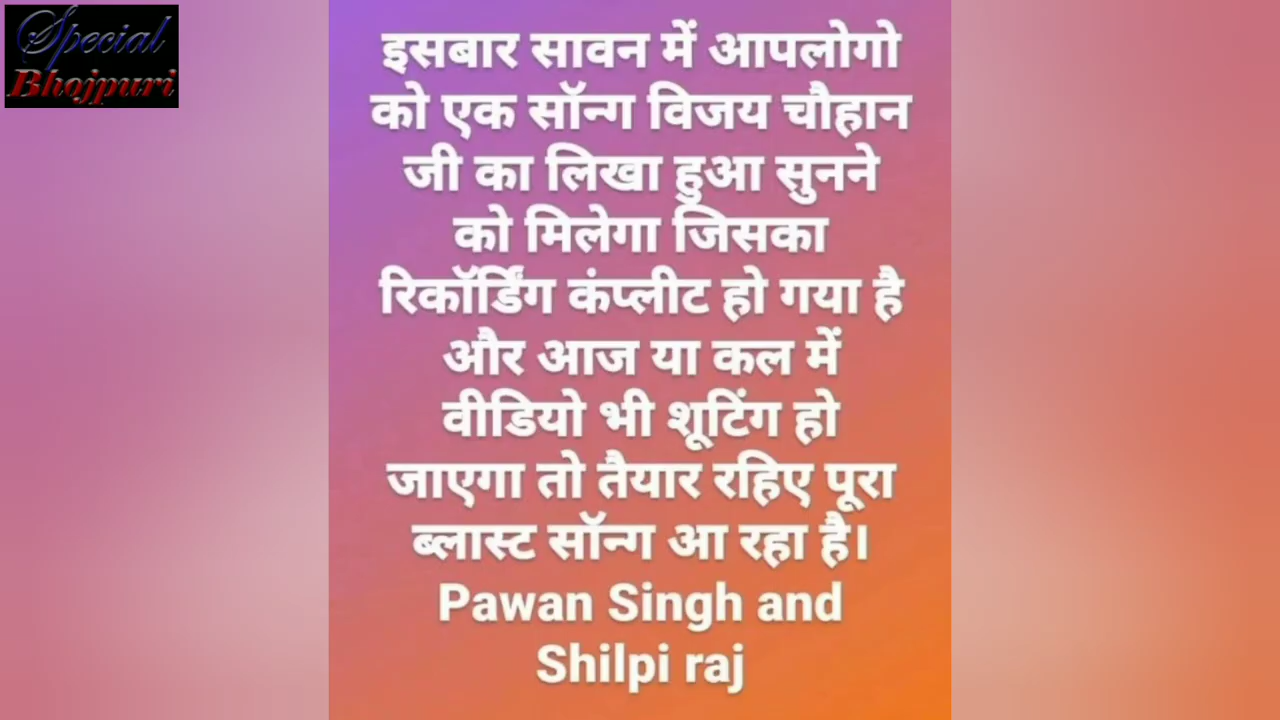 Special
Bhojpuri
इसबार सावन में आपलोगो
को एक सॉन्ग विजय चौहान
जी का लिखा हुआ सुनने
को मिलेगा जिसका
रिकॉर्डिंग कंप्लीट हो गया है
और आज या कल में
वीडियो भी शूटिंग हो
जाएगा तो तैयार रहिए पूरा
ब्लास्ट सॉन्ग आ रहा है।
Pawan Singh and
Shilpi raj